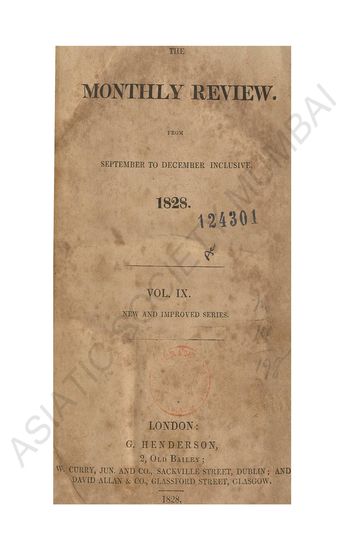 THE
MONTHLY REVIEW.
FROM
SEPTEMBER TO DECEMBER INCLUSIVE.
1828.
124301
VOL. IX.
NEW AND IMPROVED SERIES.
LONDON:
G. HENDERSON,
2, OLD BAILEY;
W. CURRY, JUN. AND CO., SACKVILLE STREET, DUBLIN; AND
DAVID ALLAN & CO., GLASSFORD STREET, GLASGOW.
1828.
ASIATIC SOCIETY MUMBAI